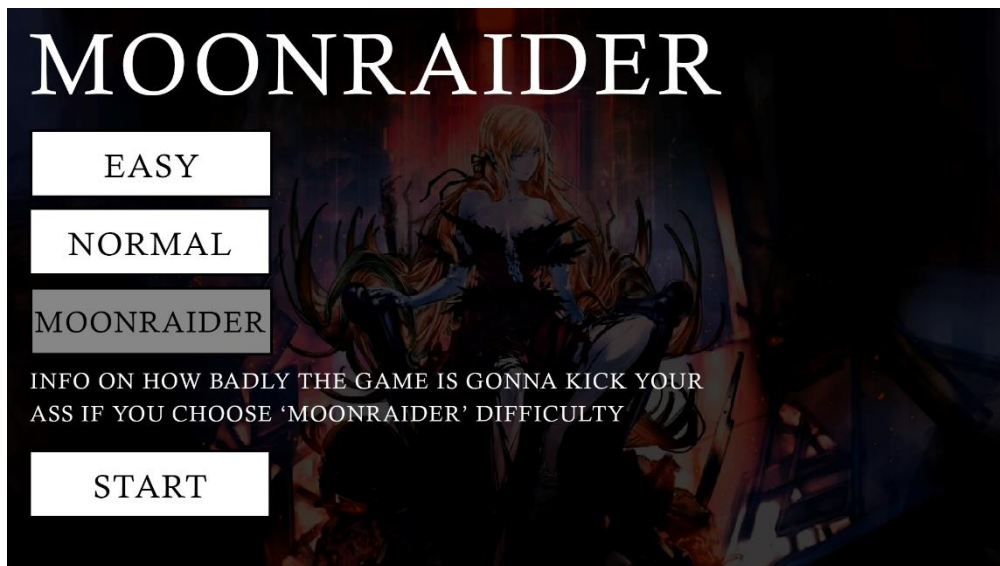 MOONRAIDER
EASY
NORMAL
MOONRAIDER
INFO ON HOW BADLY THE GAME IS GONNA KICK YOUR
ASS IF YOU CHOOSE ‘MOONRAIDER’ DIFFICULTY
START